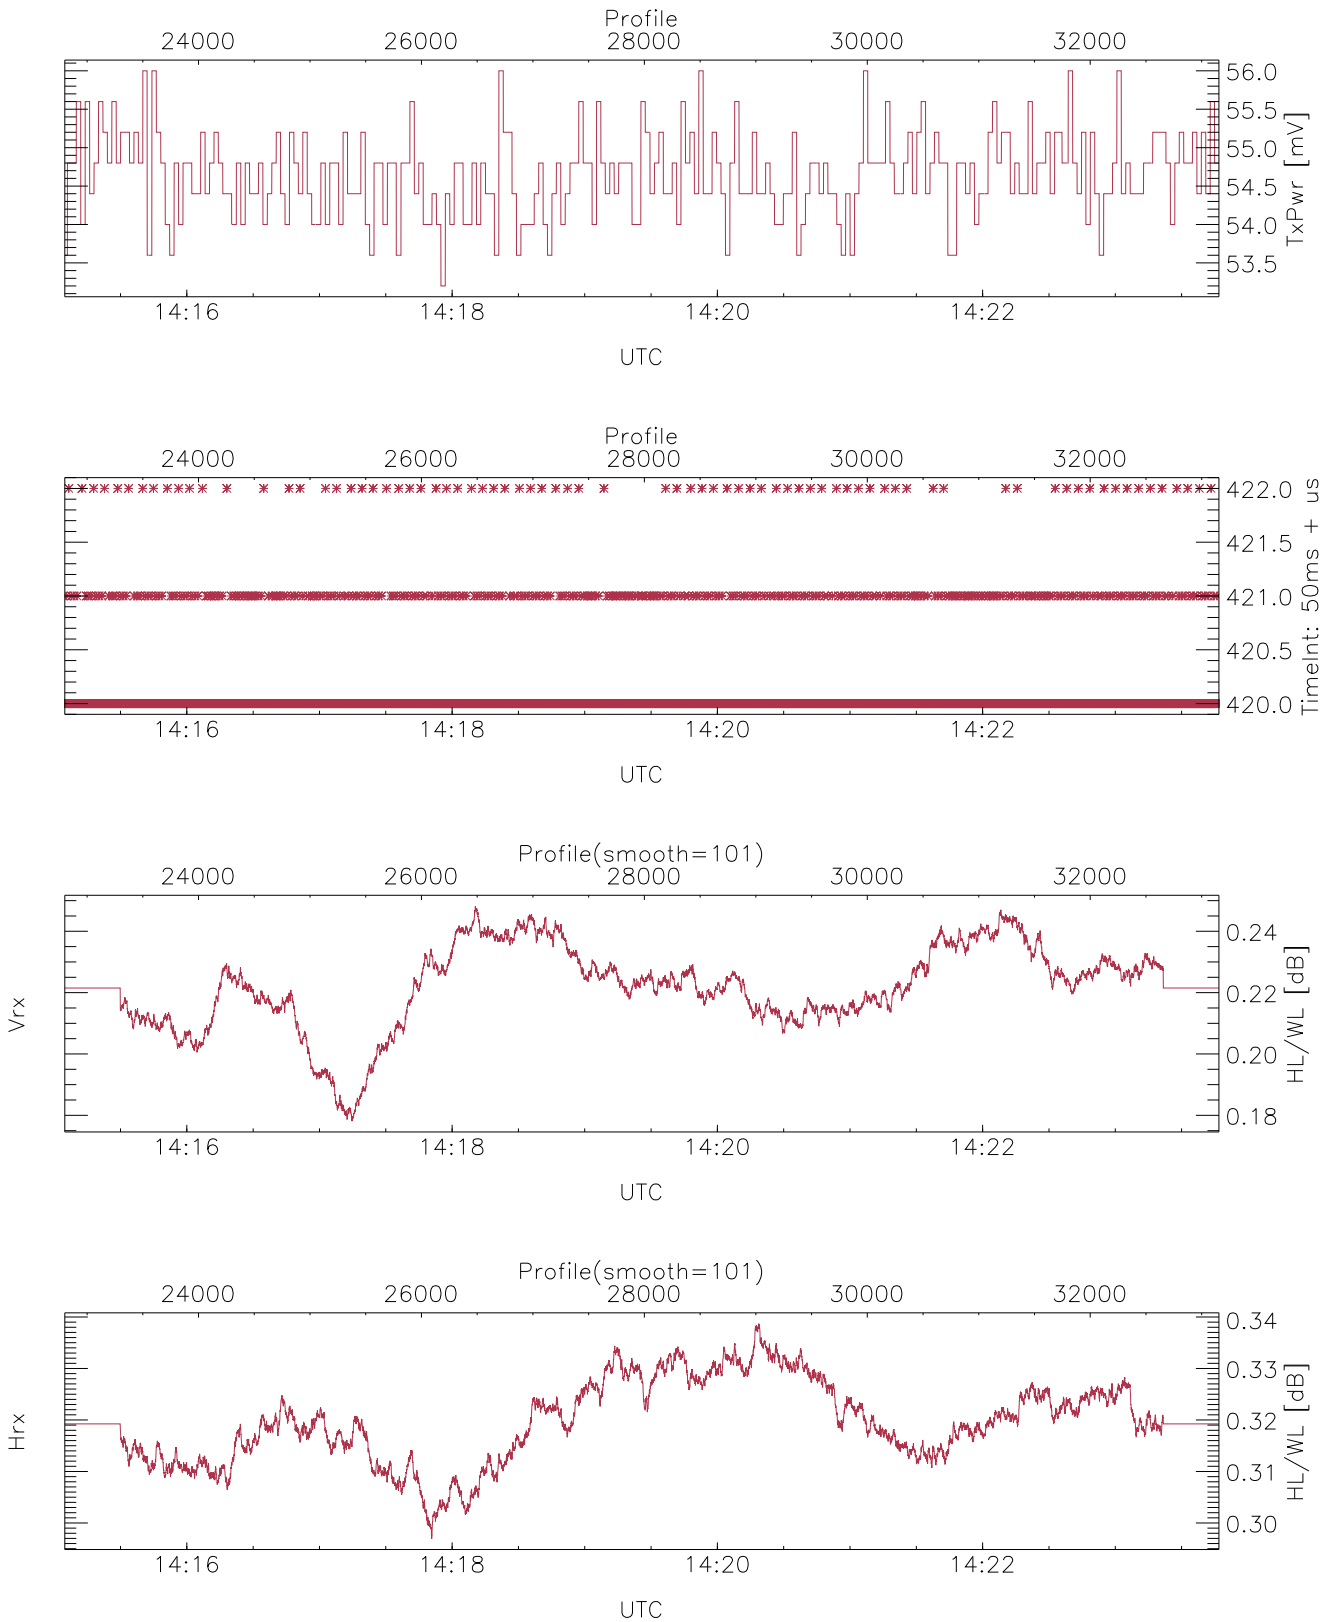 Profile
24000 26000 28000 30000 32000
56.0
55.5
55.0
54.5
54.0
53.5
TxPwr [mV]
14:16 14:18 14:20 14:22
UTC
Profile
24000 26000 28000 30000 32000
422.0
421.5
421.0
420.5
420.0
TimeInt: 50ms + us
14:16 14:18 14:20 14:22
UTC
Profile(smooth=101)
24000 26000 28000 30000 32000
Vrx
0.24
0.22
0.20
0.18
HL/WL [dB]
14:16 14:18 14:20 14:22
UTC
Profile(smooth=101)
24000 26000 28000 30000 32000
Hrx
0.34
0.33
0.32
0.31
0.30
HL/WL [dB]
14:16 14:18 14:20 14:22
UTC